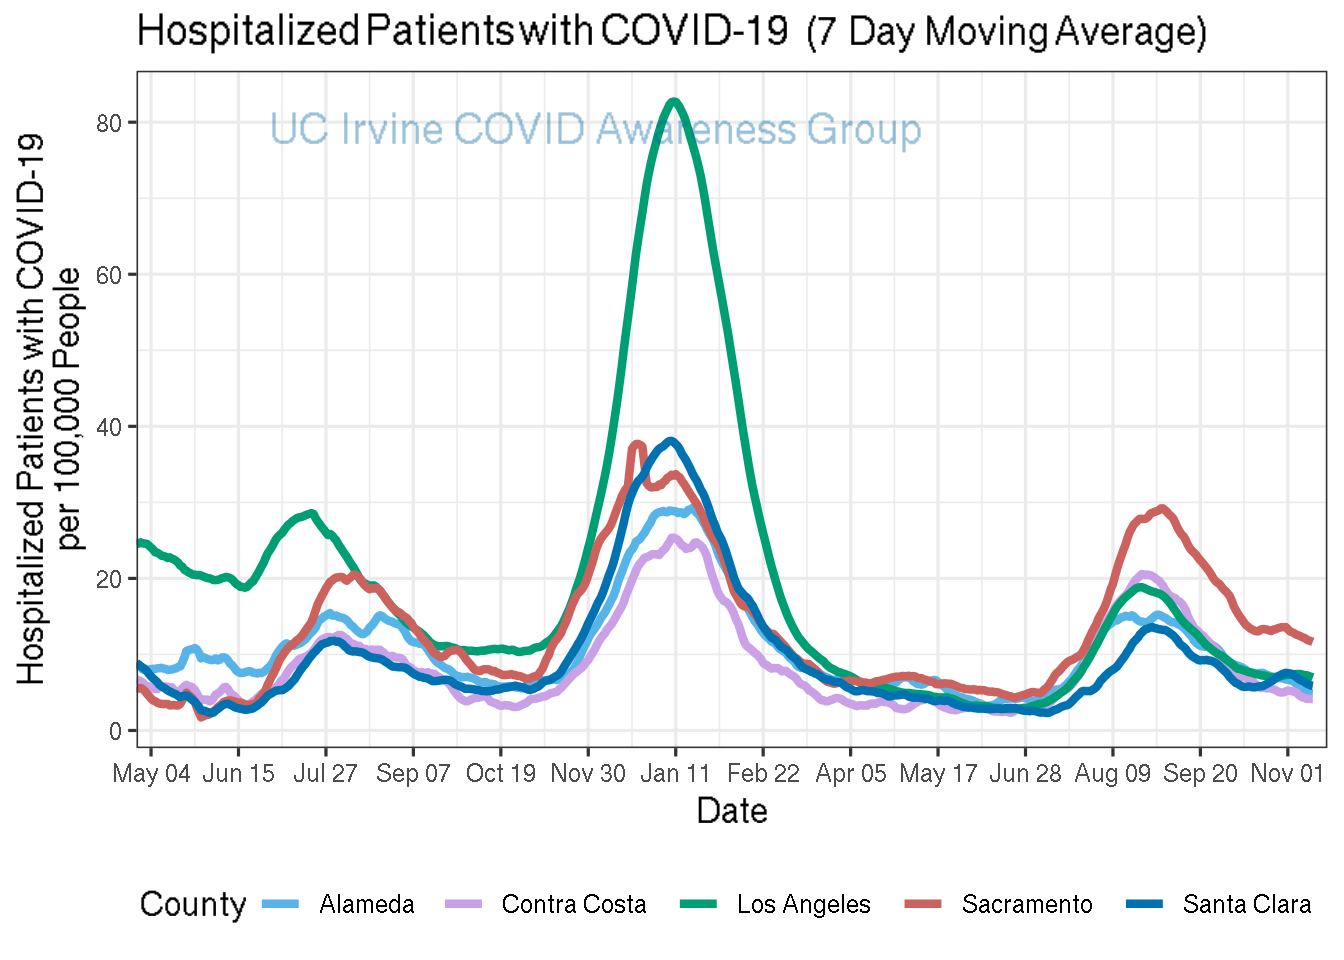 Hospitalized Patients with COVID-19 (7 Day Moving Average)
UC Irvine COVID Awareness Group
Hospitalized Patients with COVID-19
per 100,000 People
80
60
40
20
0
May 04 Jun 15 Jul 27 Sep 07 Oct 19 Nov 30 Jan 11 Feb 22 Apr 05 May 17 Jun 28 Aug 09 Sep 20 Nov 01
Date
County Alameda Contra Costa Los Angeles Sacramento Santa Clara